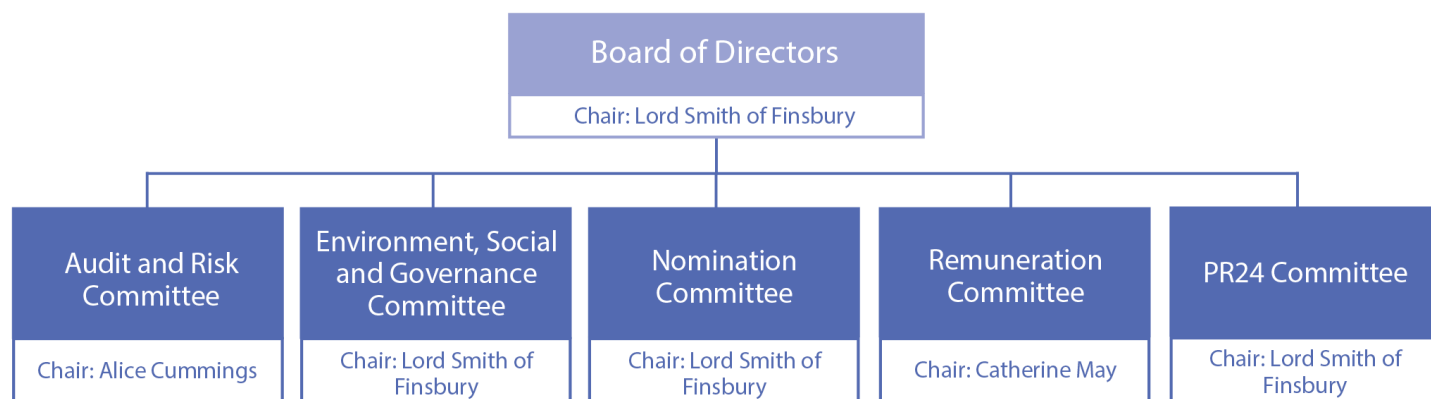 Board of Directors
Chair: Lord Smith of Finsbury
Audit and Risk
Committee
Chair: Alice Cummings
Environment, Social
and Governance
Committee
Chair: Lord Smith of
Finsbury
Nomination
Committee
Chair: Lord Smith of
Finsbury
Remuneration
Committee
Chair: Catherine May
PR24 Committee
Chair: Lord Smith of
Finsbury